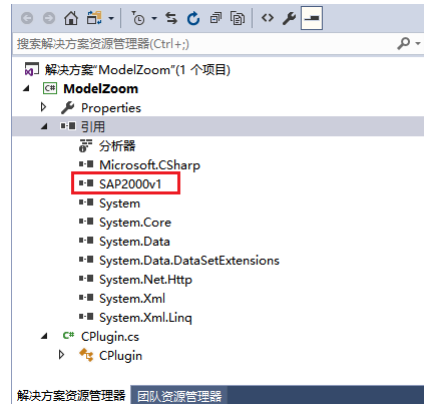 搜索解决方案资源管理器(Ctrl+;)
解决方案"ModelZoom"(1 个项目)
C# ModelZoom
Properties
引用
分析器
Microsoft.CSharp
SAP2000v1
System
System.Core
System.Data
System.Data.DataSetExtensions
System.Net.Http
System.Xml
System.Xml.Linq
C# CPlugin.cs
CPlugin
解决方案资源管理器 团队资源管理器